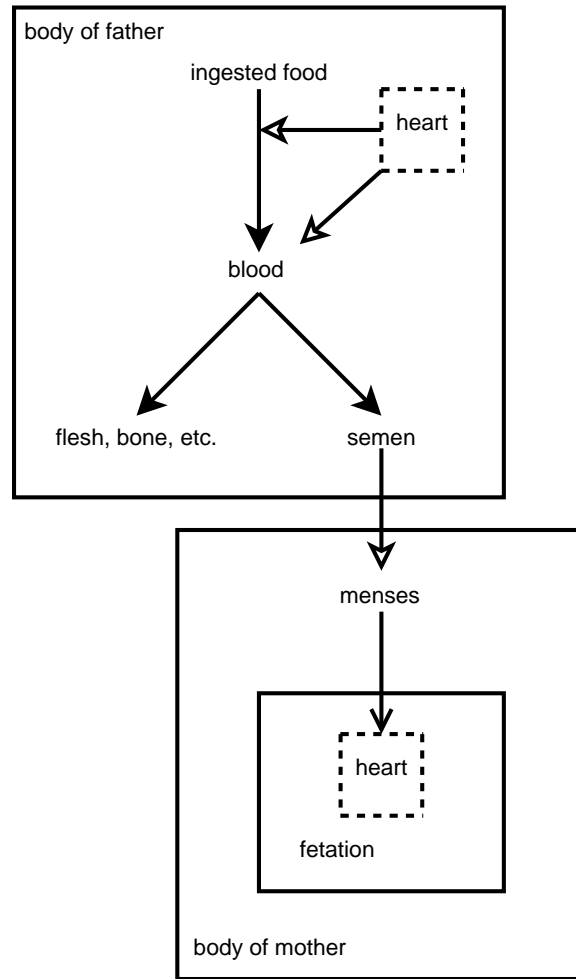 body of father
ingested food
heart
blood
flesh, bone, etc.
semen
menses
heart
fetation
body of mother